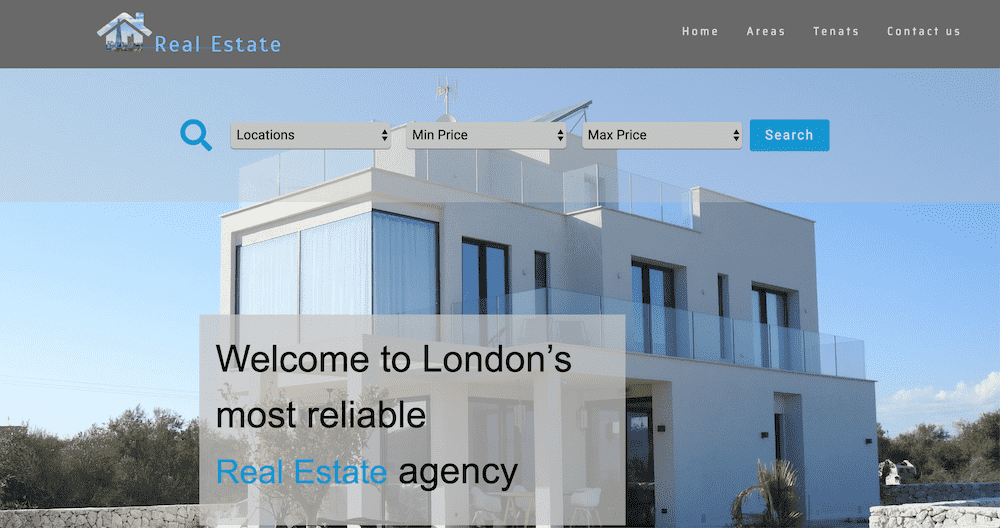 Real Estate
Home Areas Tenats Contact us
Locations Min Price Max Price Search
Welcome to London’s
most reliable
Real Estate agency